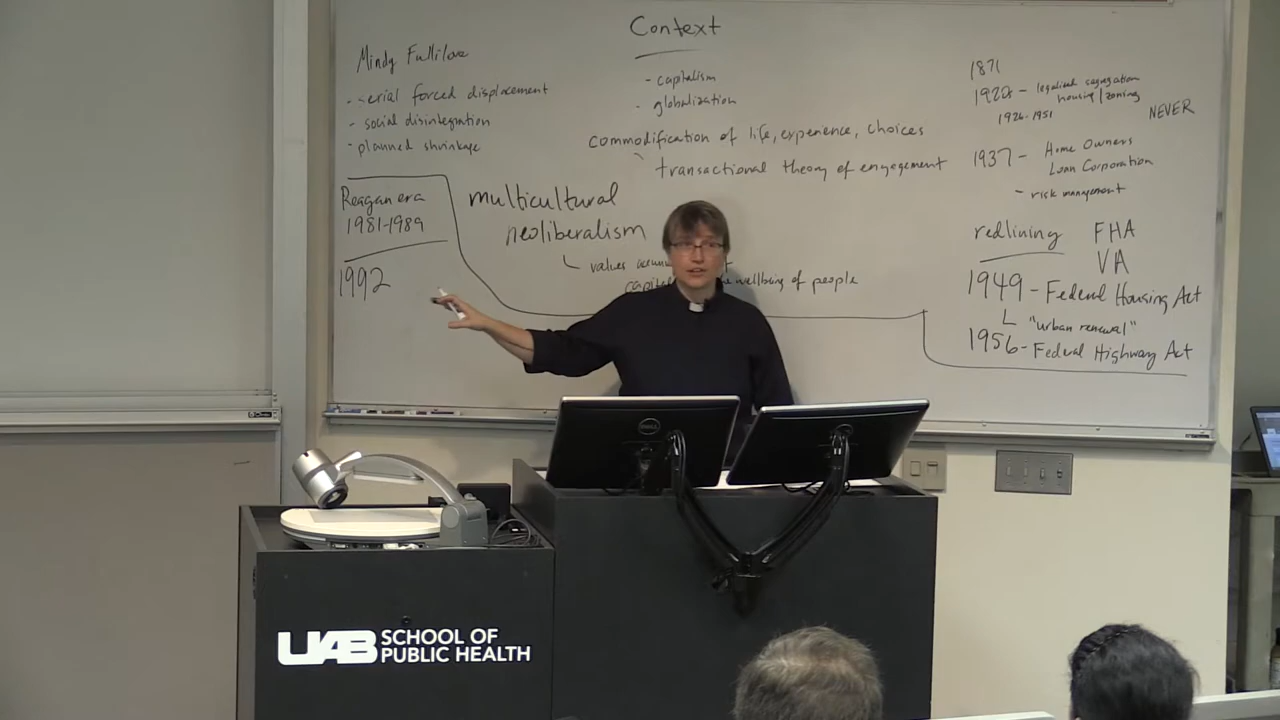 Context
Mindy Fullilove
- serial forced displacement
- social disintegration
- planned shrinkage
- capitalism
- globalization
commodification of life, experience, choices
transactional theory of engagement
Reagan era
1981-1989
1992
multicultural
neoliberalism
values
wellbeing of people
1871
1920s - legalized segregation
housing/zoning
1926-1951
NEVER
1937 - Home Owners
Loan Corporation
- risk management
redlining FHA
VA
1949 - Federal Housing Act
"urban renewal"
1956 - Federal Highway Act
DELL
UAB SCHOOL OF
PUBLIC HEALTH